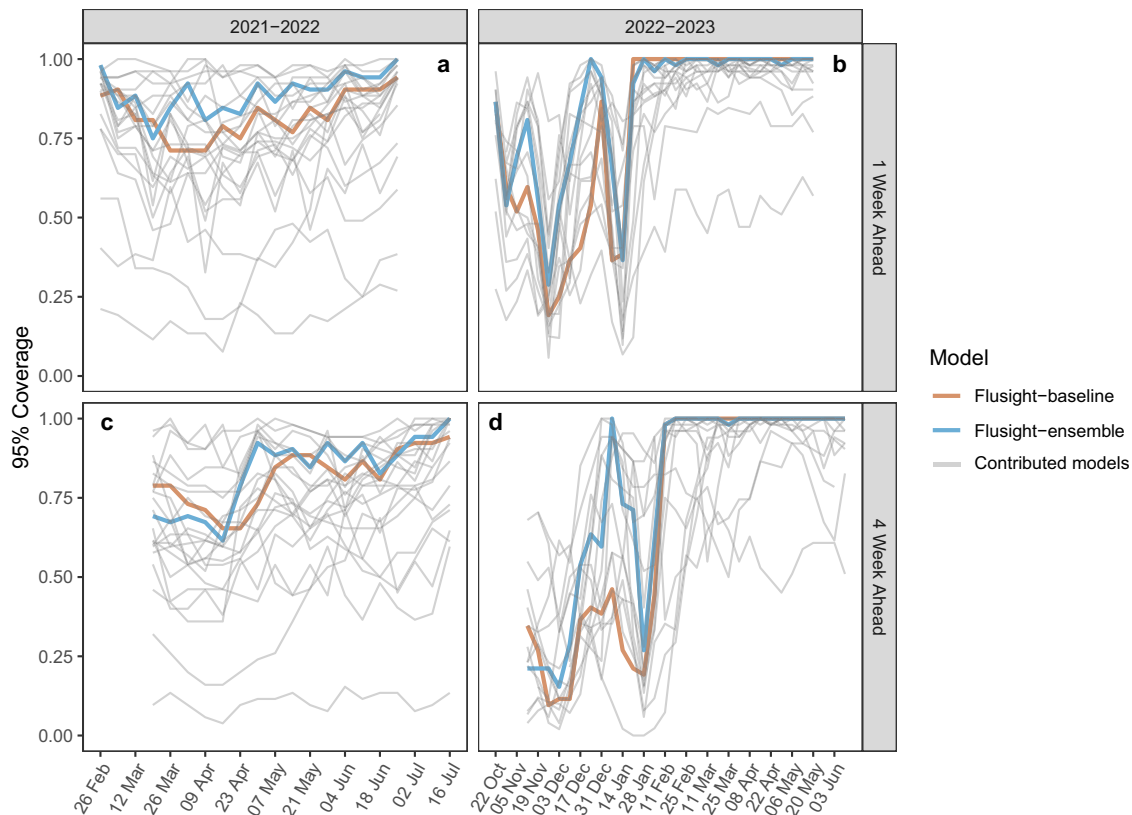 2021−2022
2022−2023
95% Coverage
1.00
0.75
0.50
0.25
0.00
a
b
1 Week Ahead
1.00
0.75
0.50
0.25
0.00
c
d
4 Week Ahead
26 Feb
12 Mar
26 Mar
09 Apr
23 Apr
07 May
21 May
04 Jun
18 Jun
02 Jul
16 Jul
22 Oct
05 Nov
19 Nov
03 Dec
17 Dec
31 Dec
14 Jan
28 Jan
11 Feb
25 Feb
11 Mar
25 Mar
08 Apr
22 Apr
06 May
20 May
03 Jun
Model
Flusight−baseline
Flusight−ensemble
Contributed models